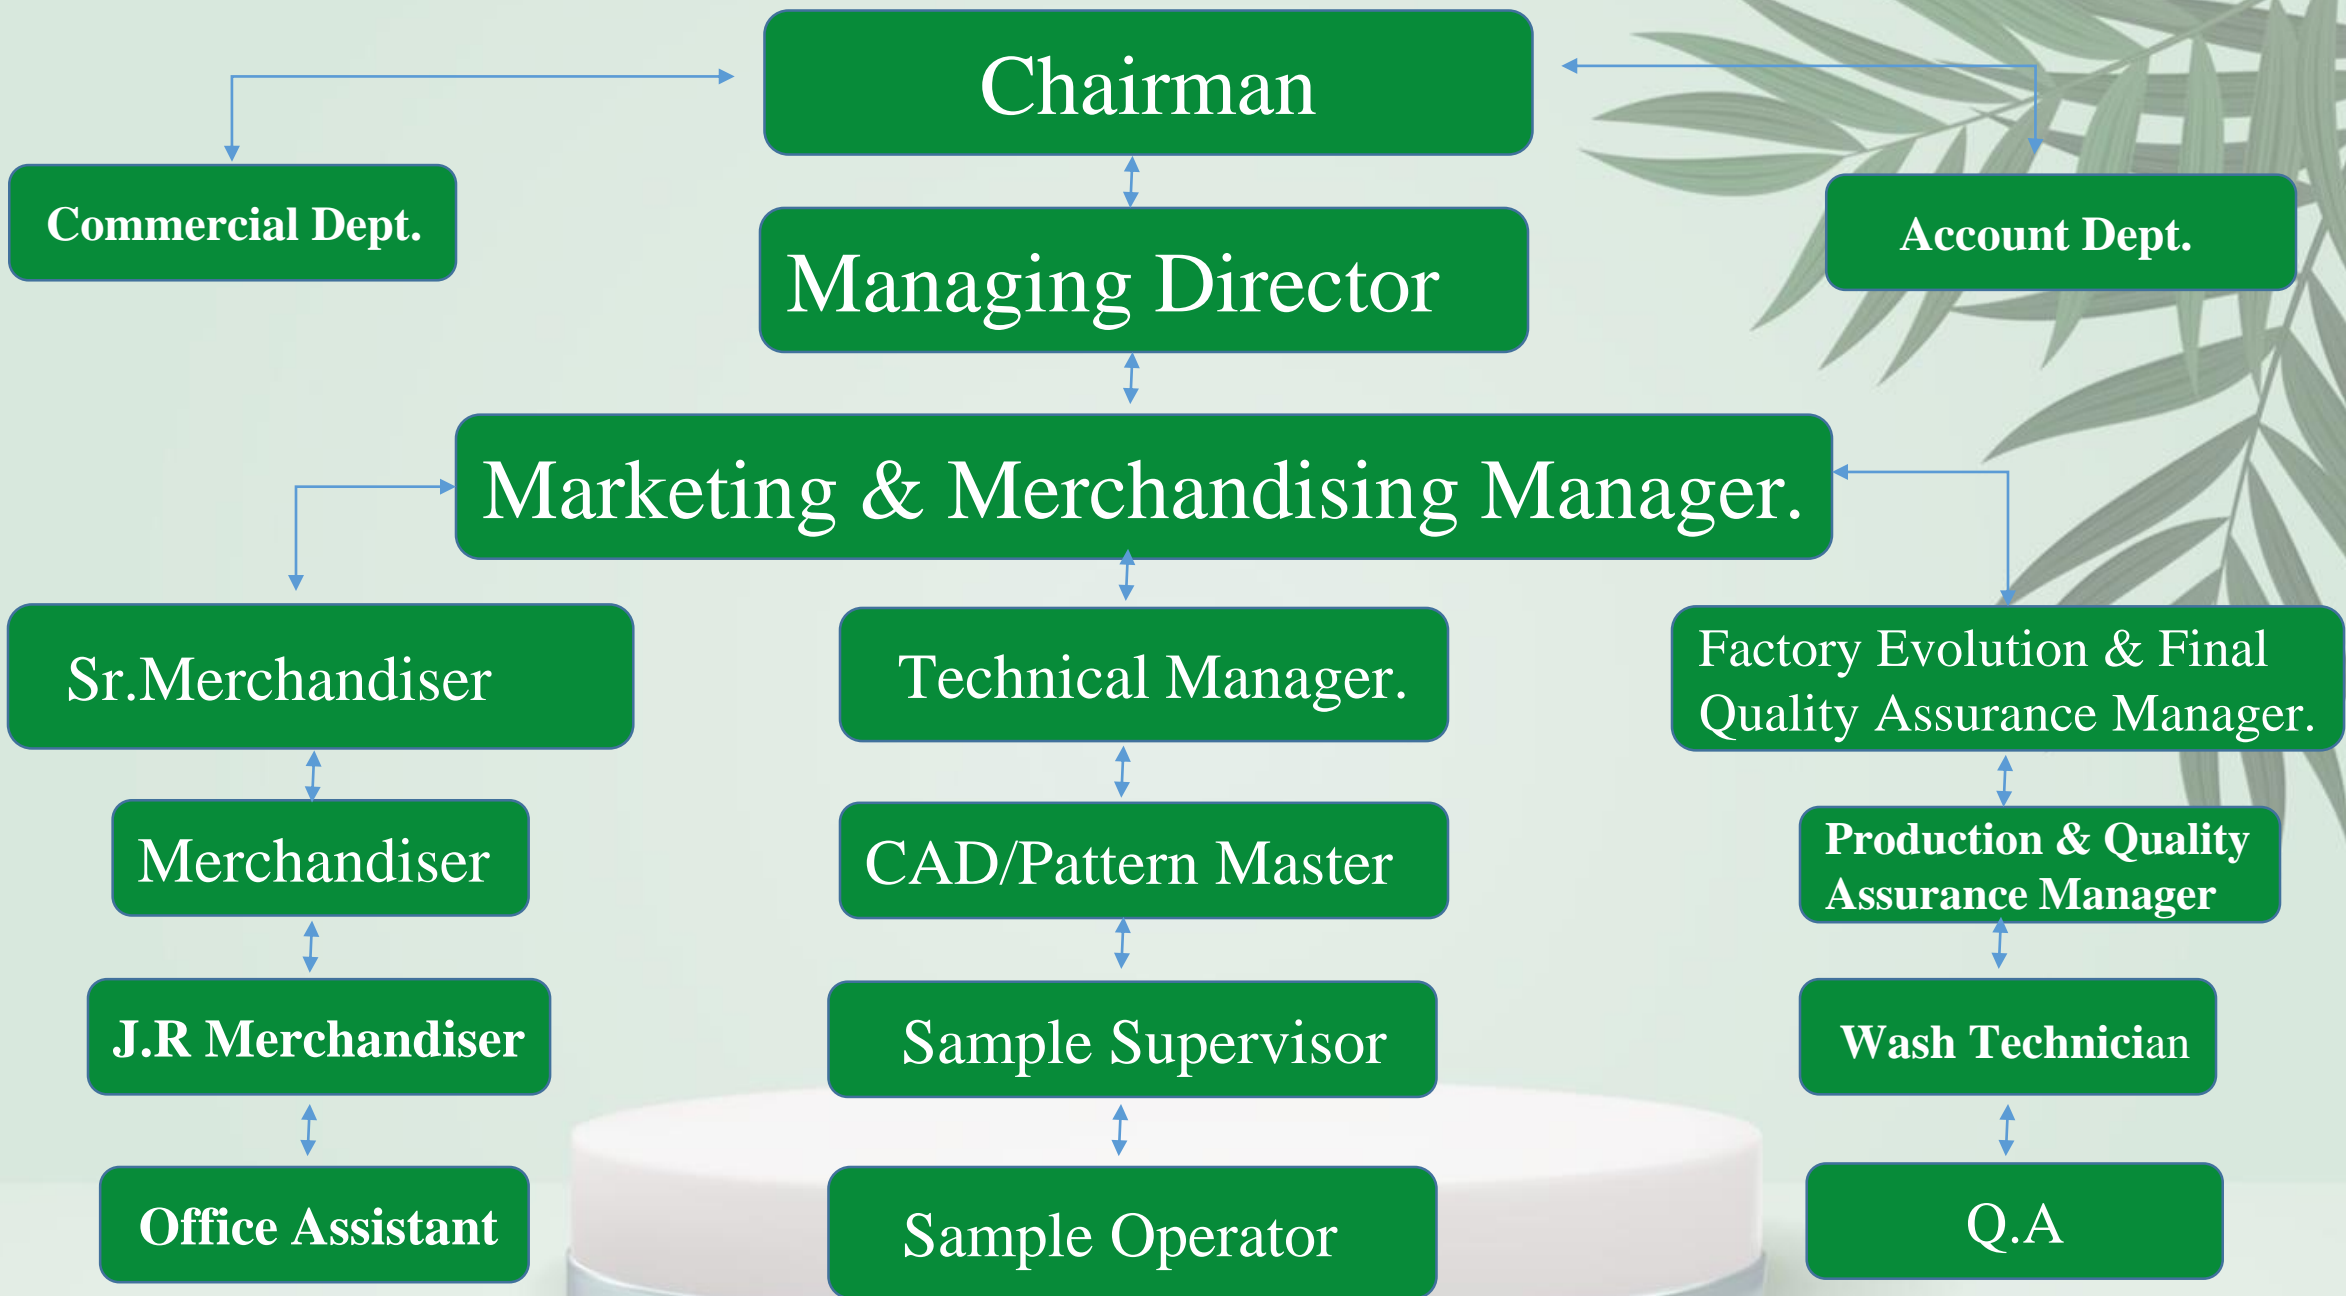 Chairman
Commercial Dept.
Account Dept.
Managing Director
Marketing & Merchandising Manager.
Sr.Merchandiser
Technical Manager.
Factory Evolution & Final
Quality Assurance Manager.
Merchandiser
CAD/Pattern Master
Production & Quality
Assurance Manager
J.R Merchandiser
Sample Supervisor
Wash Technician
Office Assistant
Sample Operator
Q.A